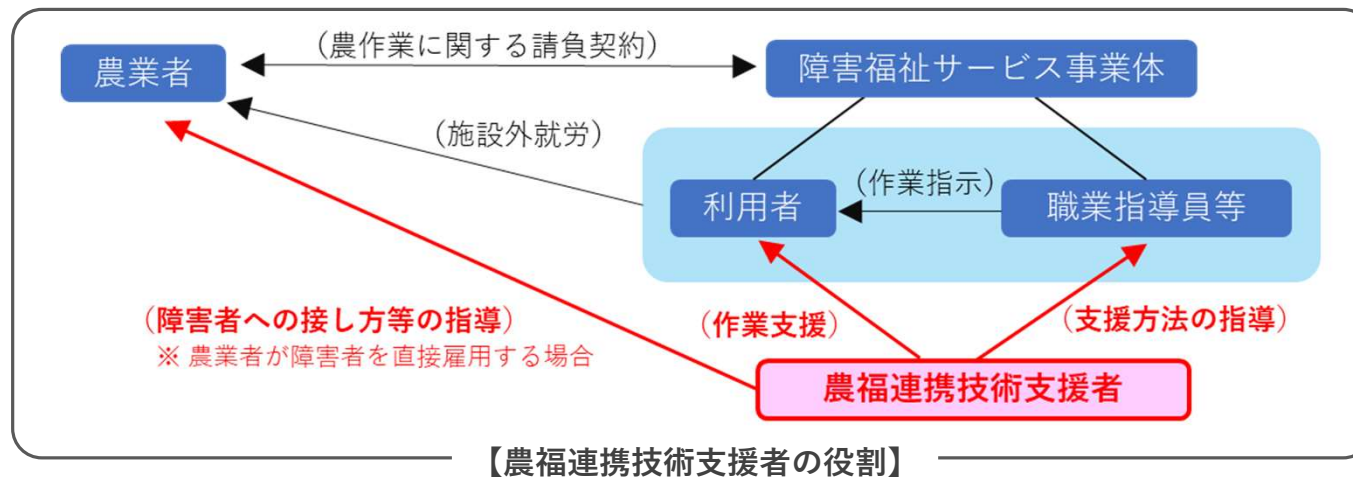 (農作業に関する請負契約)
農業者
障害福祉サービス事業体
(施設外就労)
利用者
(作業指示)
職業指導員等
(障害者への接し方等の指導)
※ 農業者が障害者を直接雇用する場合
(作業支援)
(支援方法の指導)
農福連携技術支援者
【農福連携技術支援者の役割】